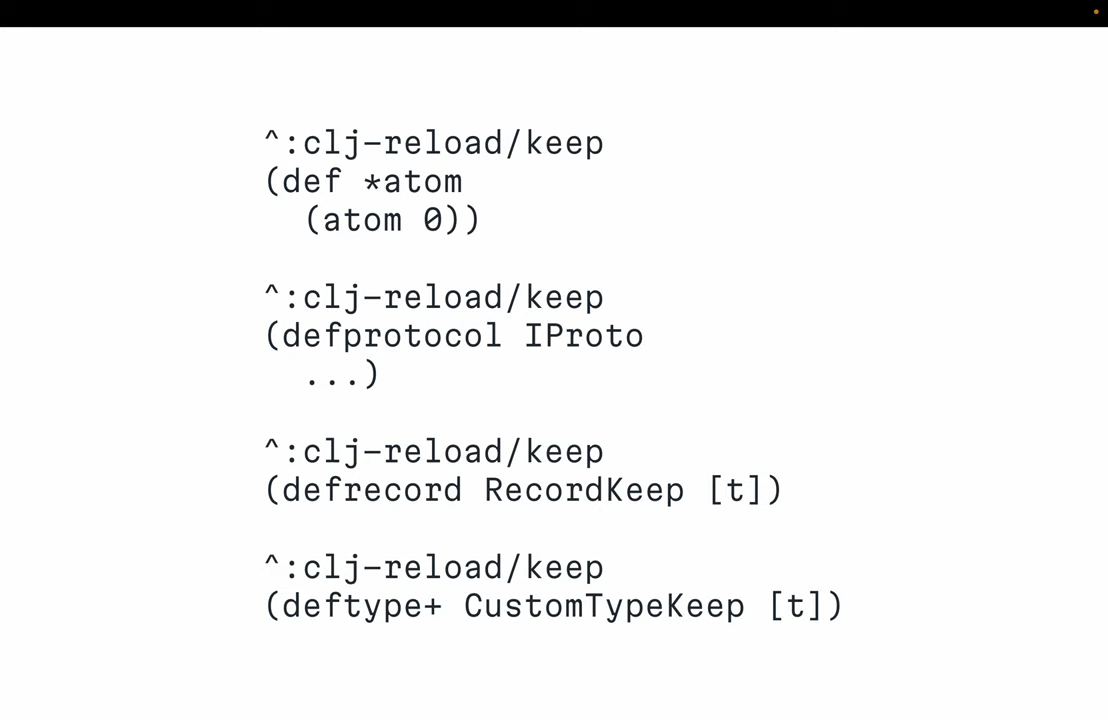 ^:clj-reload/keep
(def *atom
  (atom 0))

^:clj-reload/keep
(defprotocol IProto
  ...)

^:clj-reload/keep
(defrecord RecordKeep [t])

^:clj-reload/keep
(deftype+ CustomTypeKeep [t])